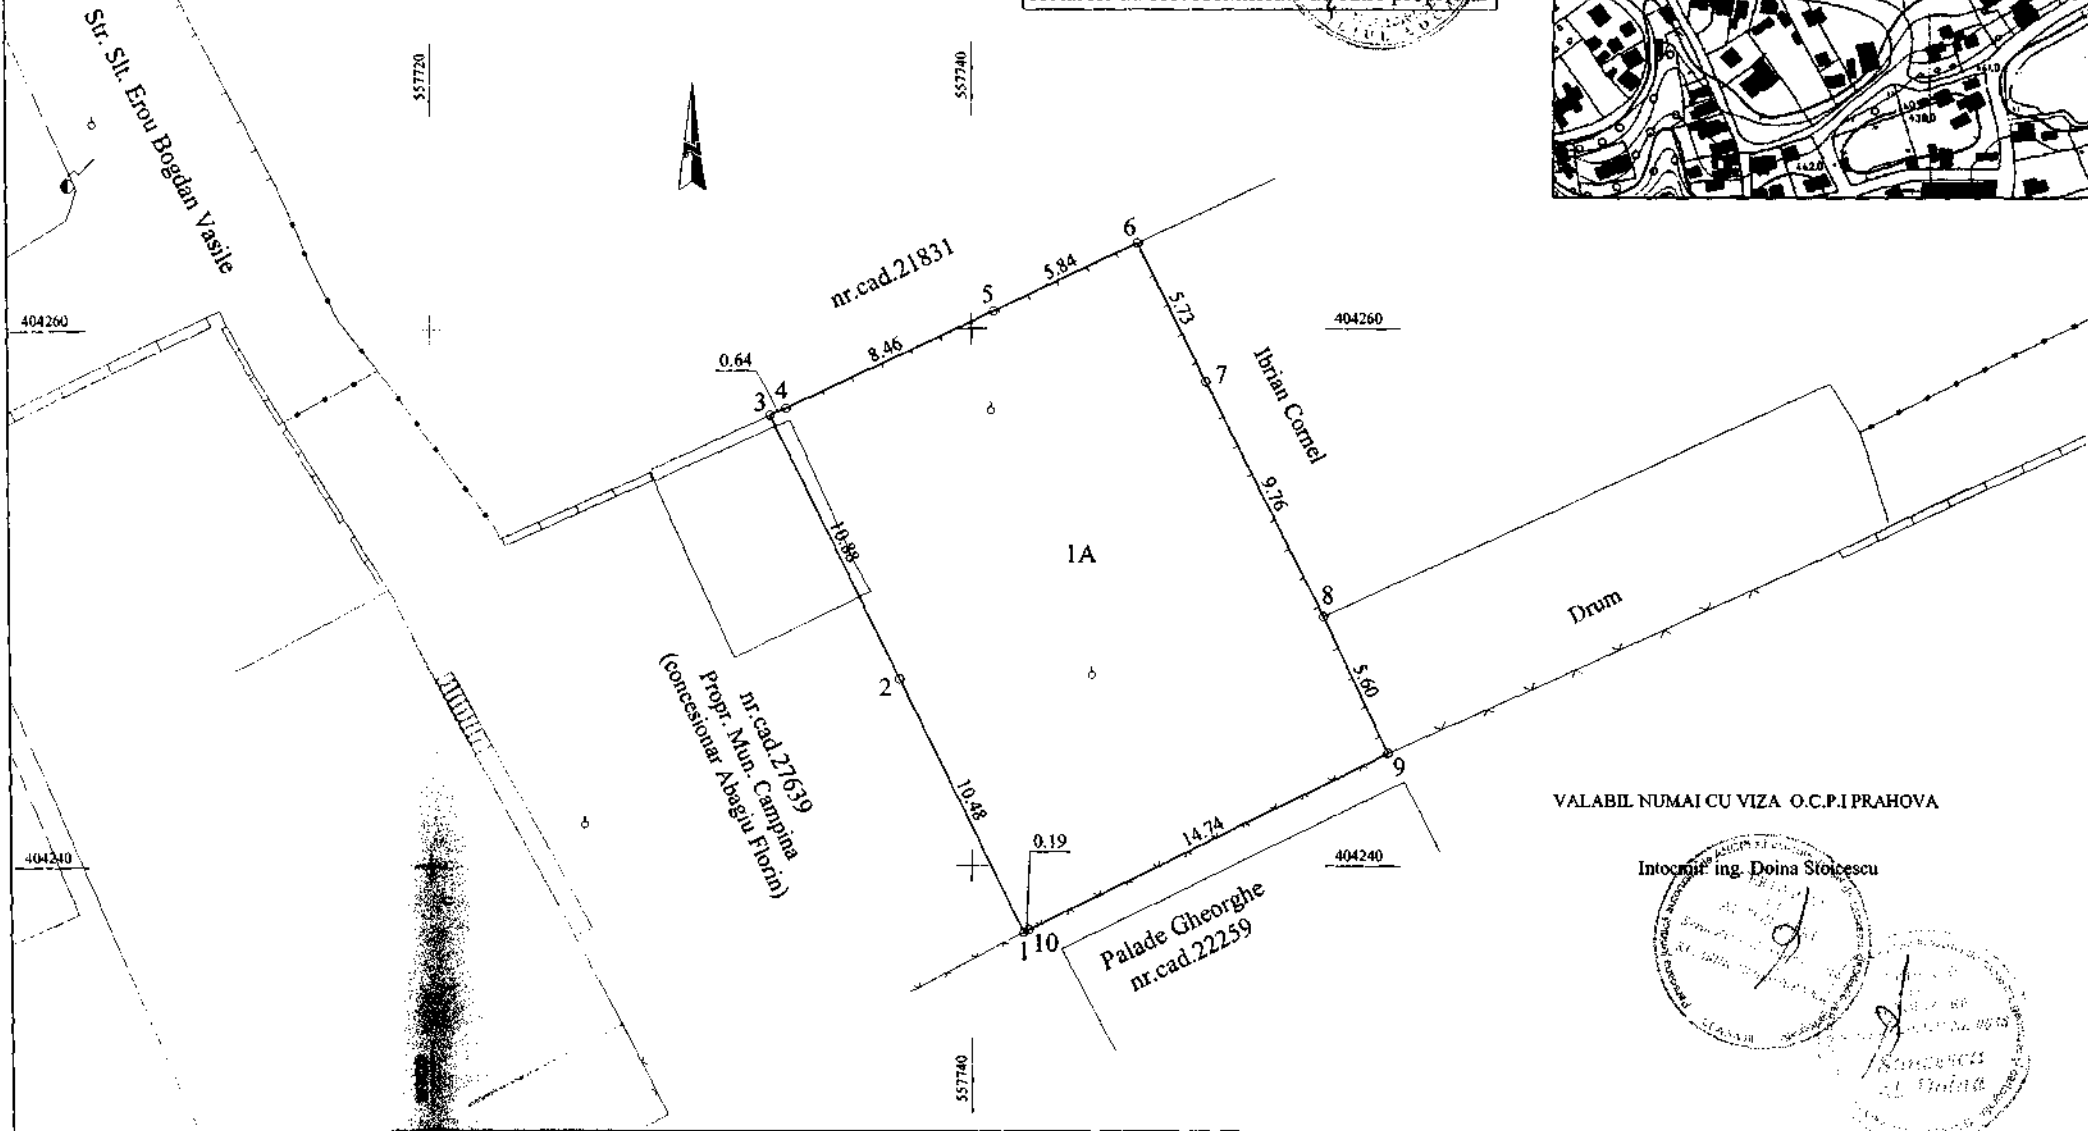 Str. Slt. Erou Bogdan Vasile
557720
557740
N
404260
404260
nr.cad.21831
6
5.84
5
8.46
0.64
3
4
5.73
7
Ibrian Cornel
9.76
10.88
1A
8
Drum
5.60
2
9
nr.cad.27639
Propr. Mun. Campina
(concesionar Abagiu Florin)
10.48
14.74
0.19
1
10
404240
404240
Palade Gheorghe
nr.cad.22259
557740
442.0
VALABIL NUMAI CU VIZA O.C.P.I PRAHOVA
Intocmit: ing. Doina Stoicescu